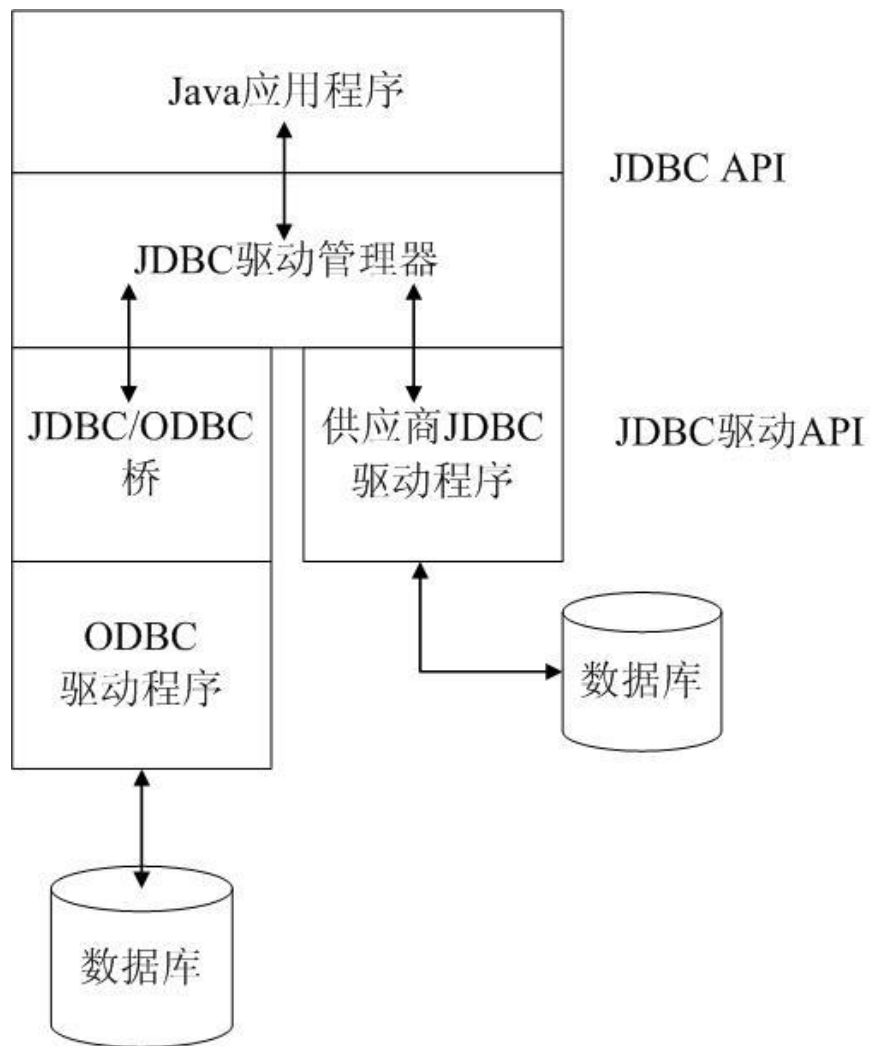 Java应用程序
JDBC API
JDBC驱动管理器
JDBC/ODBC
桥
供应商JDBC
驱动程序
JDBC驱动API
ODBC
驱动程序
数据库
数据库